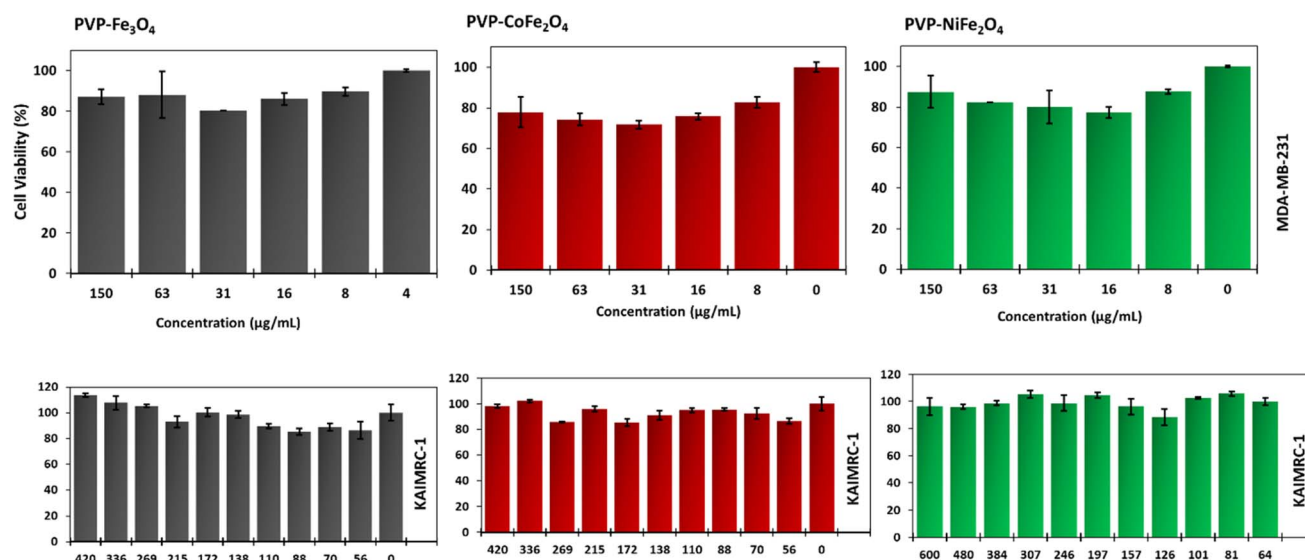 PVP-Fe₃O₄
PVP-CoFe₂O₄
PVP-NiFe₂O₄
Cell Viability (%)
100
80
60
40
20
0
150 63 31 16 8 4
Concentration (µg/mL)
100
80
60
40
20
0
150 63 31 16 8 0
Concentration (µg/mL)
100
80
60
40
20
0
150 63 31 16 8 0
Concentration (µg/mL)
MDA-MB-231
120
100
80
60
40
20
0
420 336 269 215 172 138 110 88 70 56 0
KAIMRC-1
120
100
80
60
40
20
0
420 336 269 215 172 138 110 88 70 56 0
KAIMRC-1
120
100
80
60
40
20
0
600 480 384 307 246 197 157 126 101 81 64
KAIMRC-1